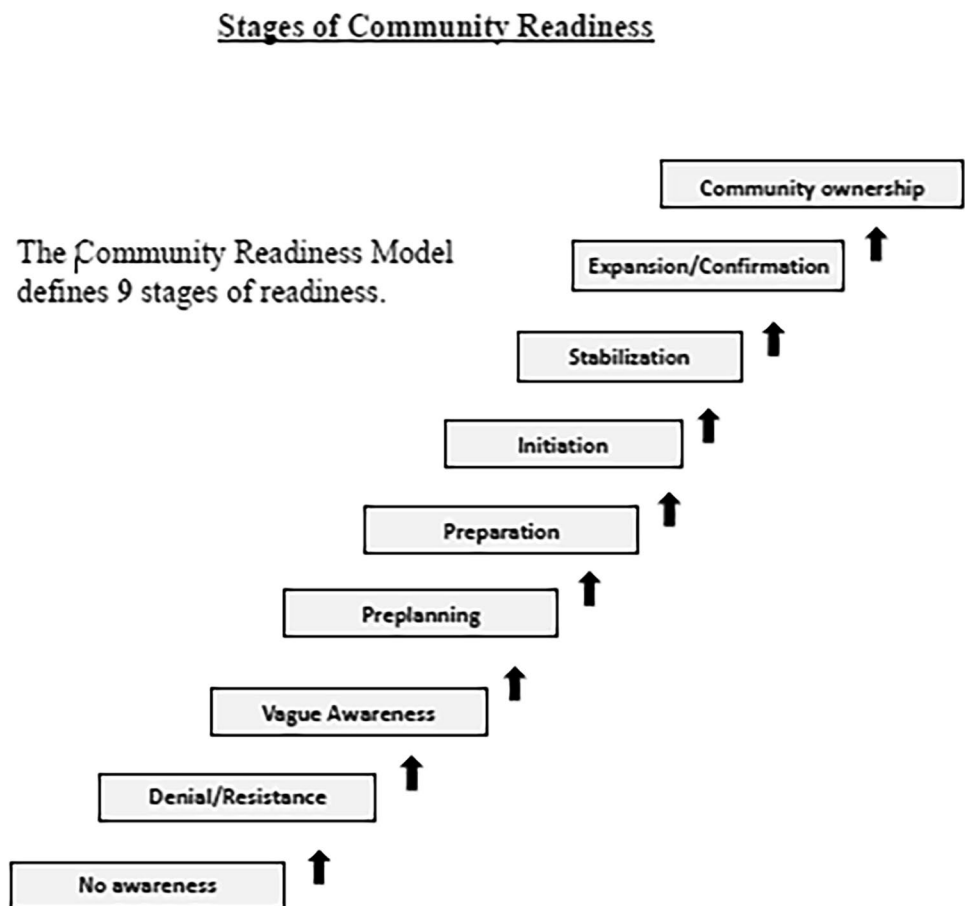 Stages of Community Readiness
Community ownership
The Community Readiness Model
defines 9 stages of readiness.
Expansion/Confirmation
Stabilization
Initiation
Preparation
Preplanning
Vague Awareness
Denial/Resistance
No awareness